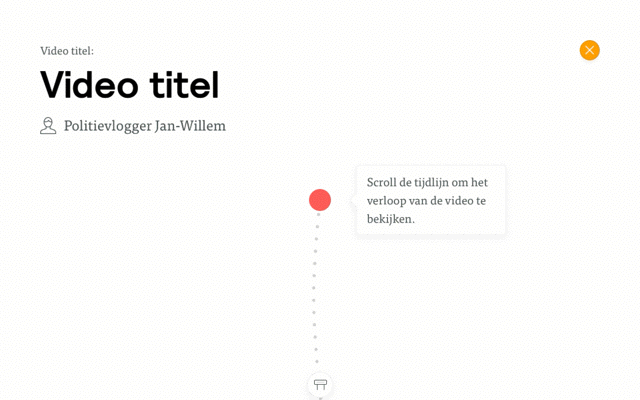 Video titel:
Video titel
Politievlogger Jan-Willem
Scroll de tijdlijn om het
verloop van de video te
bekijken.